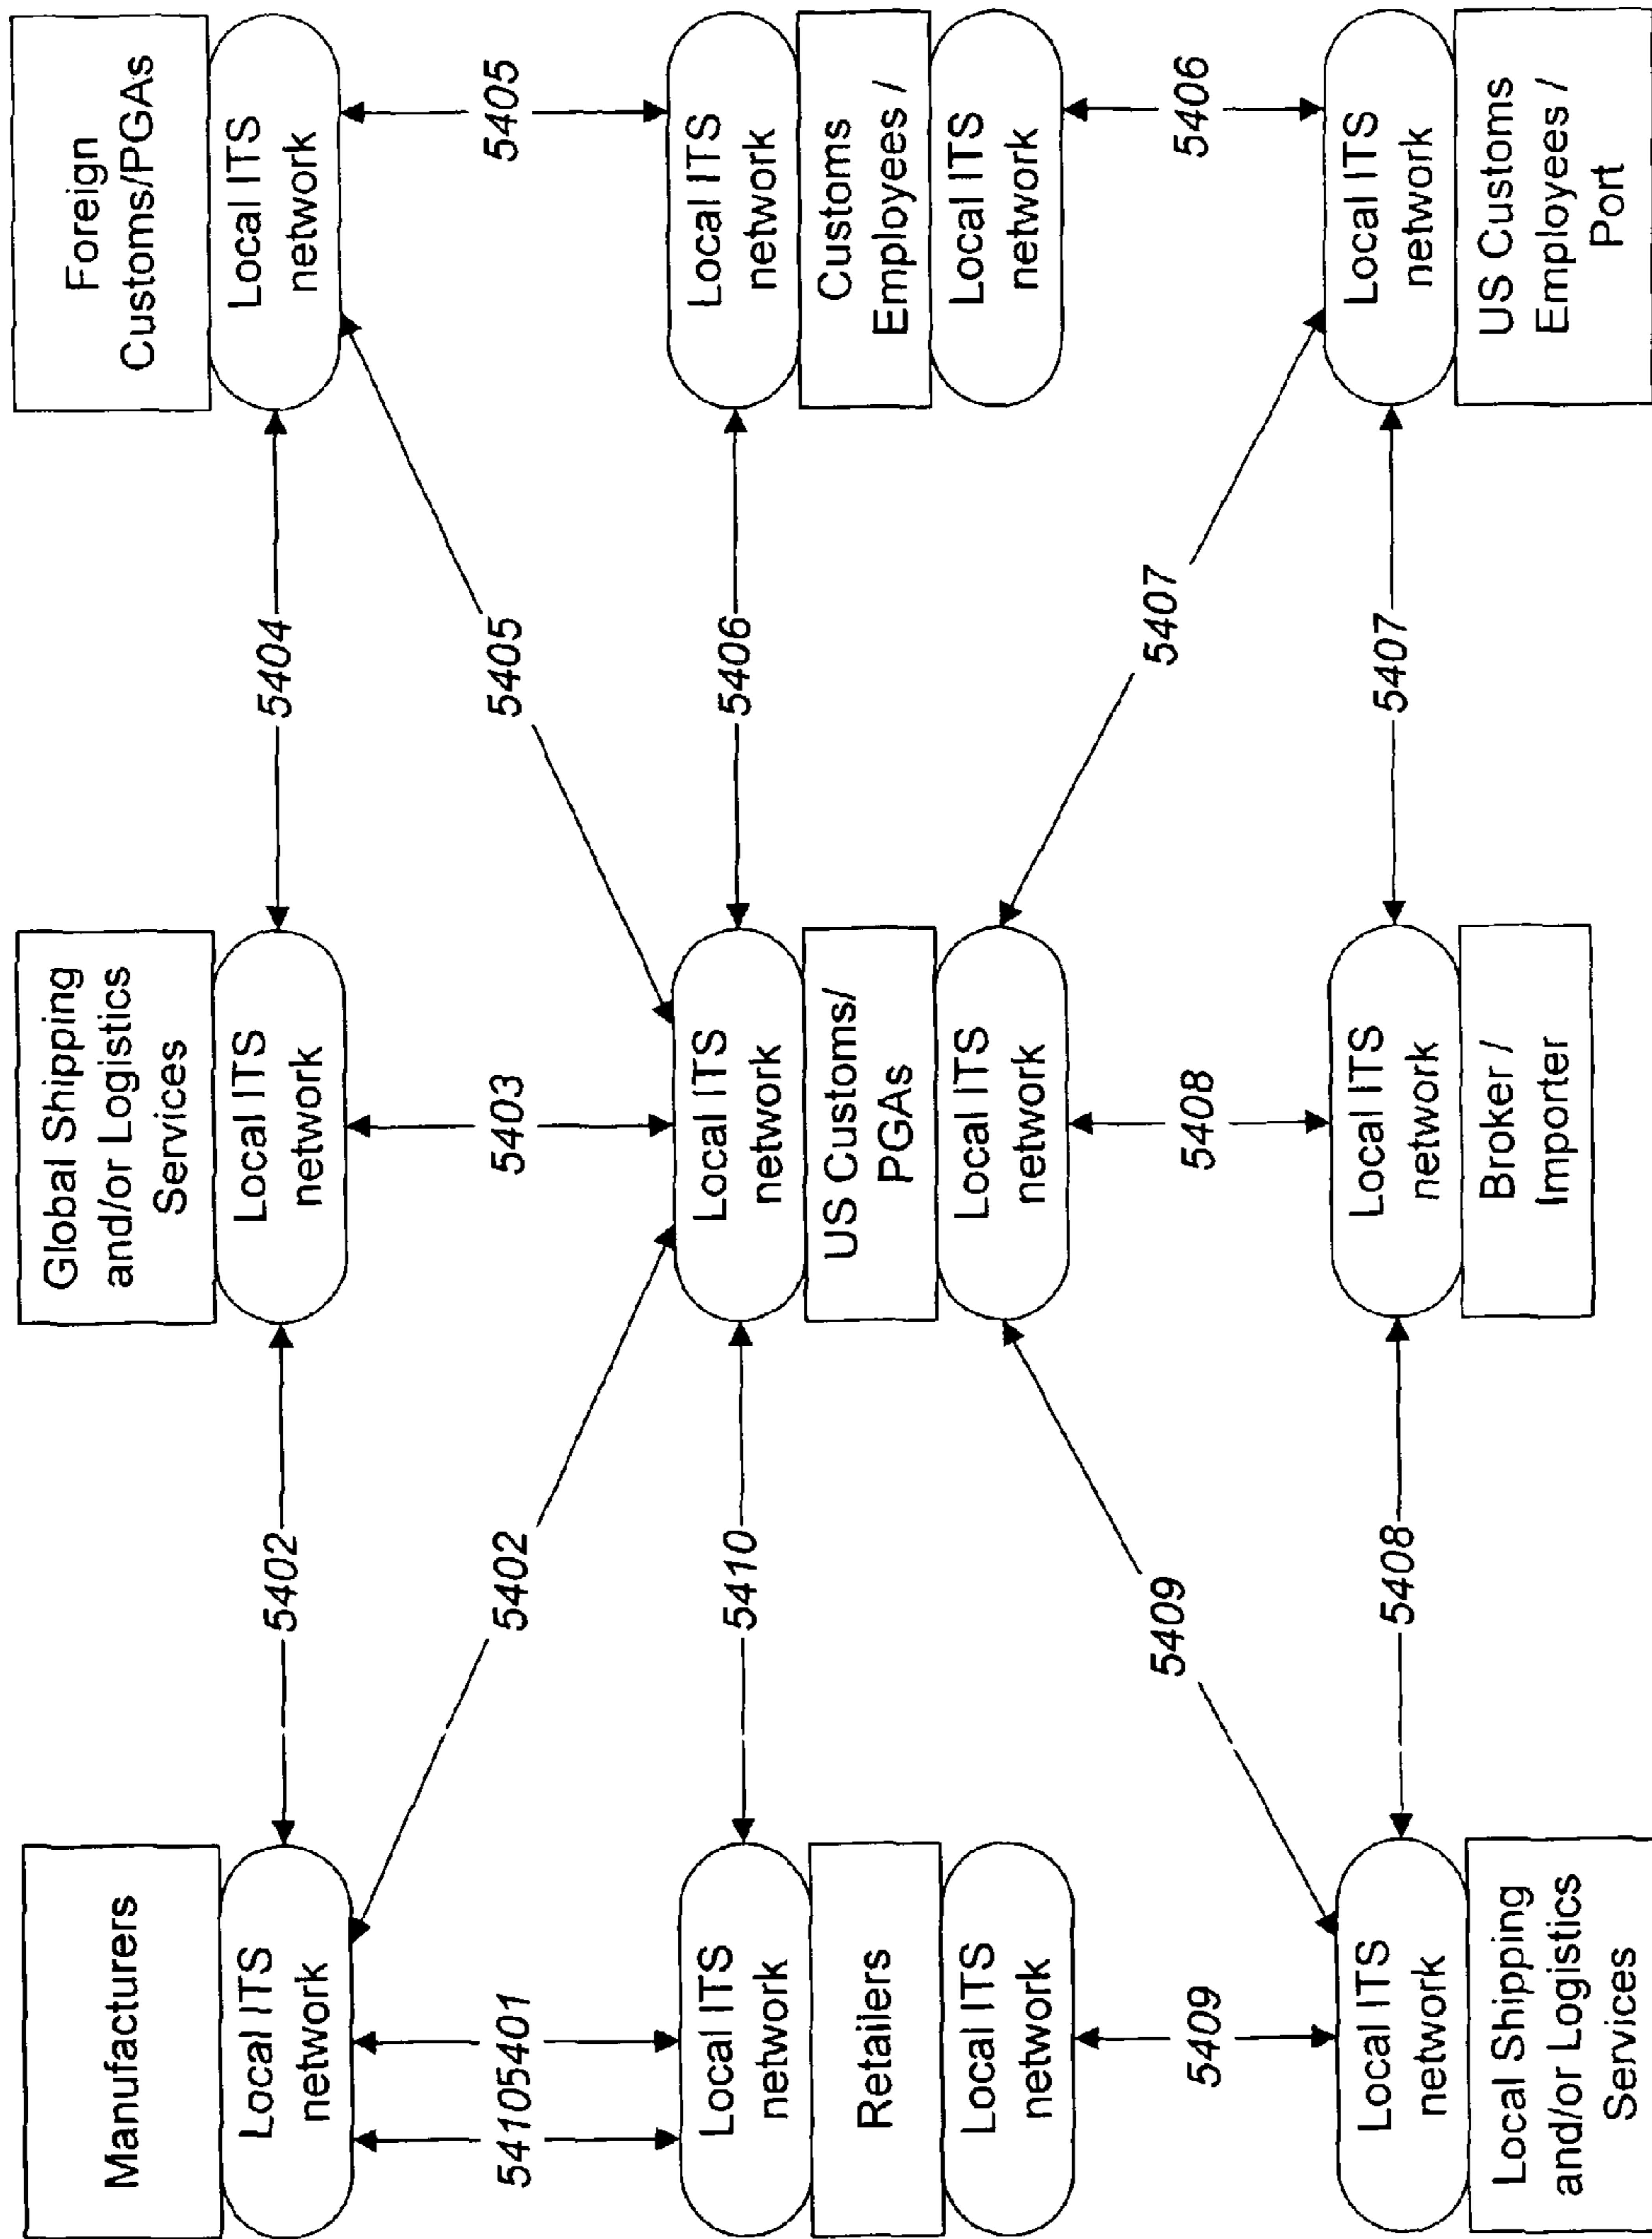 Manufacturers
Local ITS
network
Global Shipping
and/or Logistics
Services
Local ITS
network
Foreign
Customs/PGAs
Local ITS
network
5402
5404
54105401
5402
5403
5405
5405
Local ITS
network
Retailers
Local ITS
network
5410
Local ITS
network
US Customs/
PGAs
Local ITS
network
5406
Local ITS
network
Customs
Employees /
Local ITS
network
5409
5409
5408
5407
5406
Local ITS
network
Local Shipping
and/or Logistics
Services
5408
Local ITS
network
Broker /
Importer
5407
Local ITS
network
US Customs
Employees /
Port